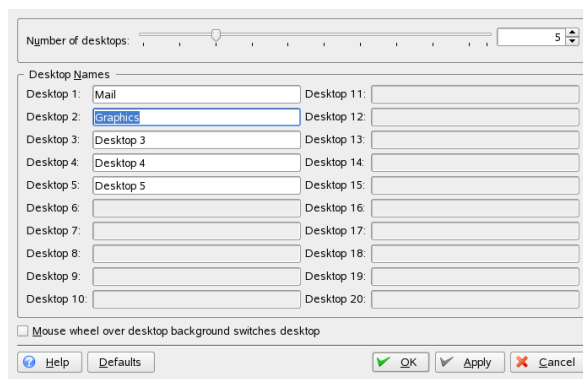 Number of desktops: 5
Desktop Names
Desktop 1: Mail
Desktop 2: Graphics
Desktop 3: Desktop 3
Desktop 4: Desktop 4
Desktop 5: Desktop 5
Desktop 6:
Desktop 7:
Desktop 8:
Desktop 9:
Desktop 10:
Desktop 11:
Desktop 12:
Desktop 13:
Desktop 14:
Desktop 15:
Desktop 16:
Desktop 17:
Desktop 18:
Desktop 19:
Desktop 20:
Mouse wheel over desktop background switches desktop
Help Defaults OK Apply Cancel